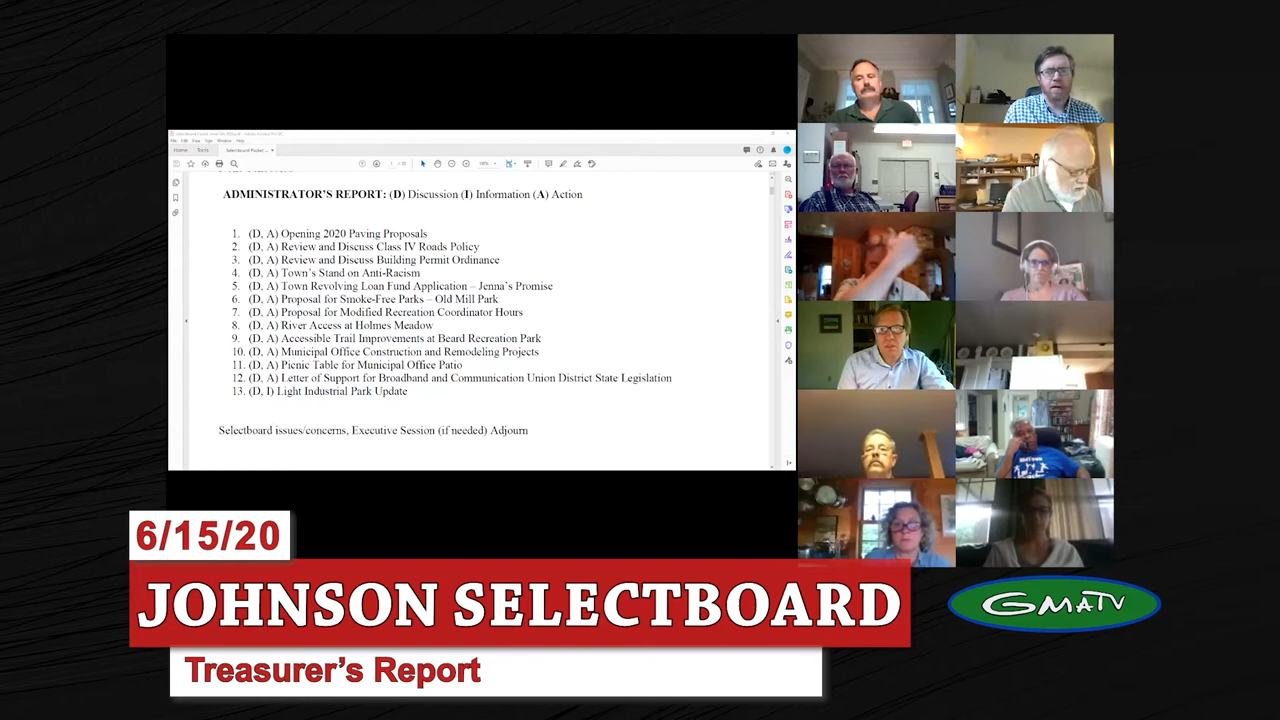 Home Tools Selectboard Packet ...
ADMINISTRATOR'S REPORT: (D) Discussion (I) Information (A) Action
1. (D, A) Opening 2020 Paving Proposals
2. (D, A) Review and Discuss Class IV Roads Policy
3. (D, A) Review and Discuss Building Permit Ordinance
4. (D, A) Town's Stand on Anti-Racism
5. (D, A) Town Revolving Loan Fund Application – Jenna's Promise
6. (D, A) Proposal for Smoke-Free Parks – Old Mill Park
7. (D, A) Proposal for Modified Recreation Coordinator Hours
8. (D, A) River Access at Holmes Meadow
9. (D, A) Accessible Trail Improvements at Beard Recreation Park
10. (D, A) Municipal Office Construction and Remodeling Projects
11. (D, A) Picnic Table for Municipal Office Patio
12. (D, A) Letter of Support for Broadband and Communication Union District State Legislation
13. (D, I) Light Industrial Park Update
Selectboard issues/concerns, Executive Session (if needed) Adjourn
6/15/20
JOHNSON SELECTBOARD
GMATV
Treasurer's Report